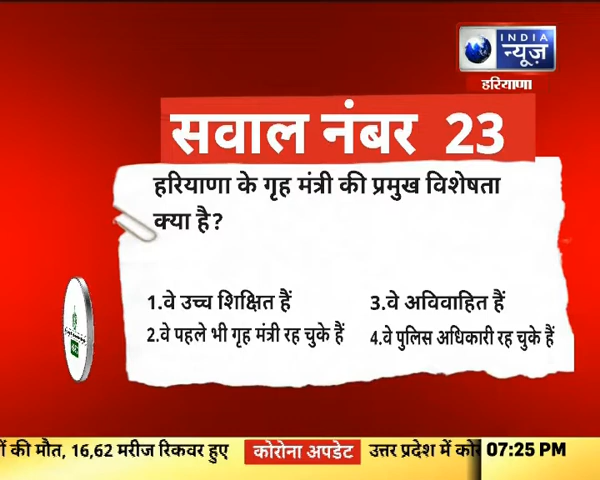 INDIA
न्यूज़
हरियाणा
सवाल नंबर 23
हरियाणा के गृह मंत्री की प्रमुख विशेषता
क्या है?
1.वे उच्च शिक्षित हैं
3.वे अविवाहित हैं
2.वे पहले भी गृह मंत्री रह चुके हैं
4.वे पुलिस अधिकारी रह चुके हैं
की मौत, 16,62 मरीज रिकवर हुए कोरोना अपडेट उत्तर प्रदेश में 07:25 PM